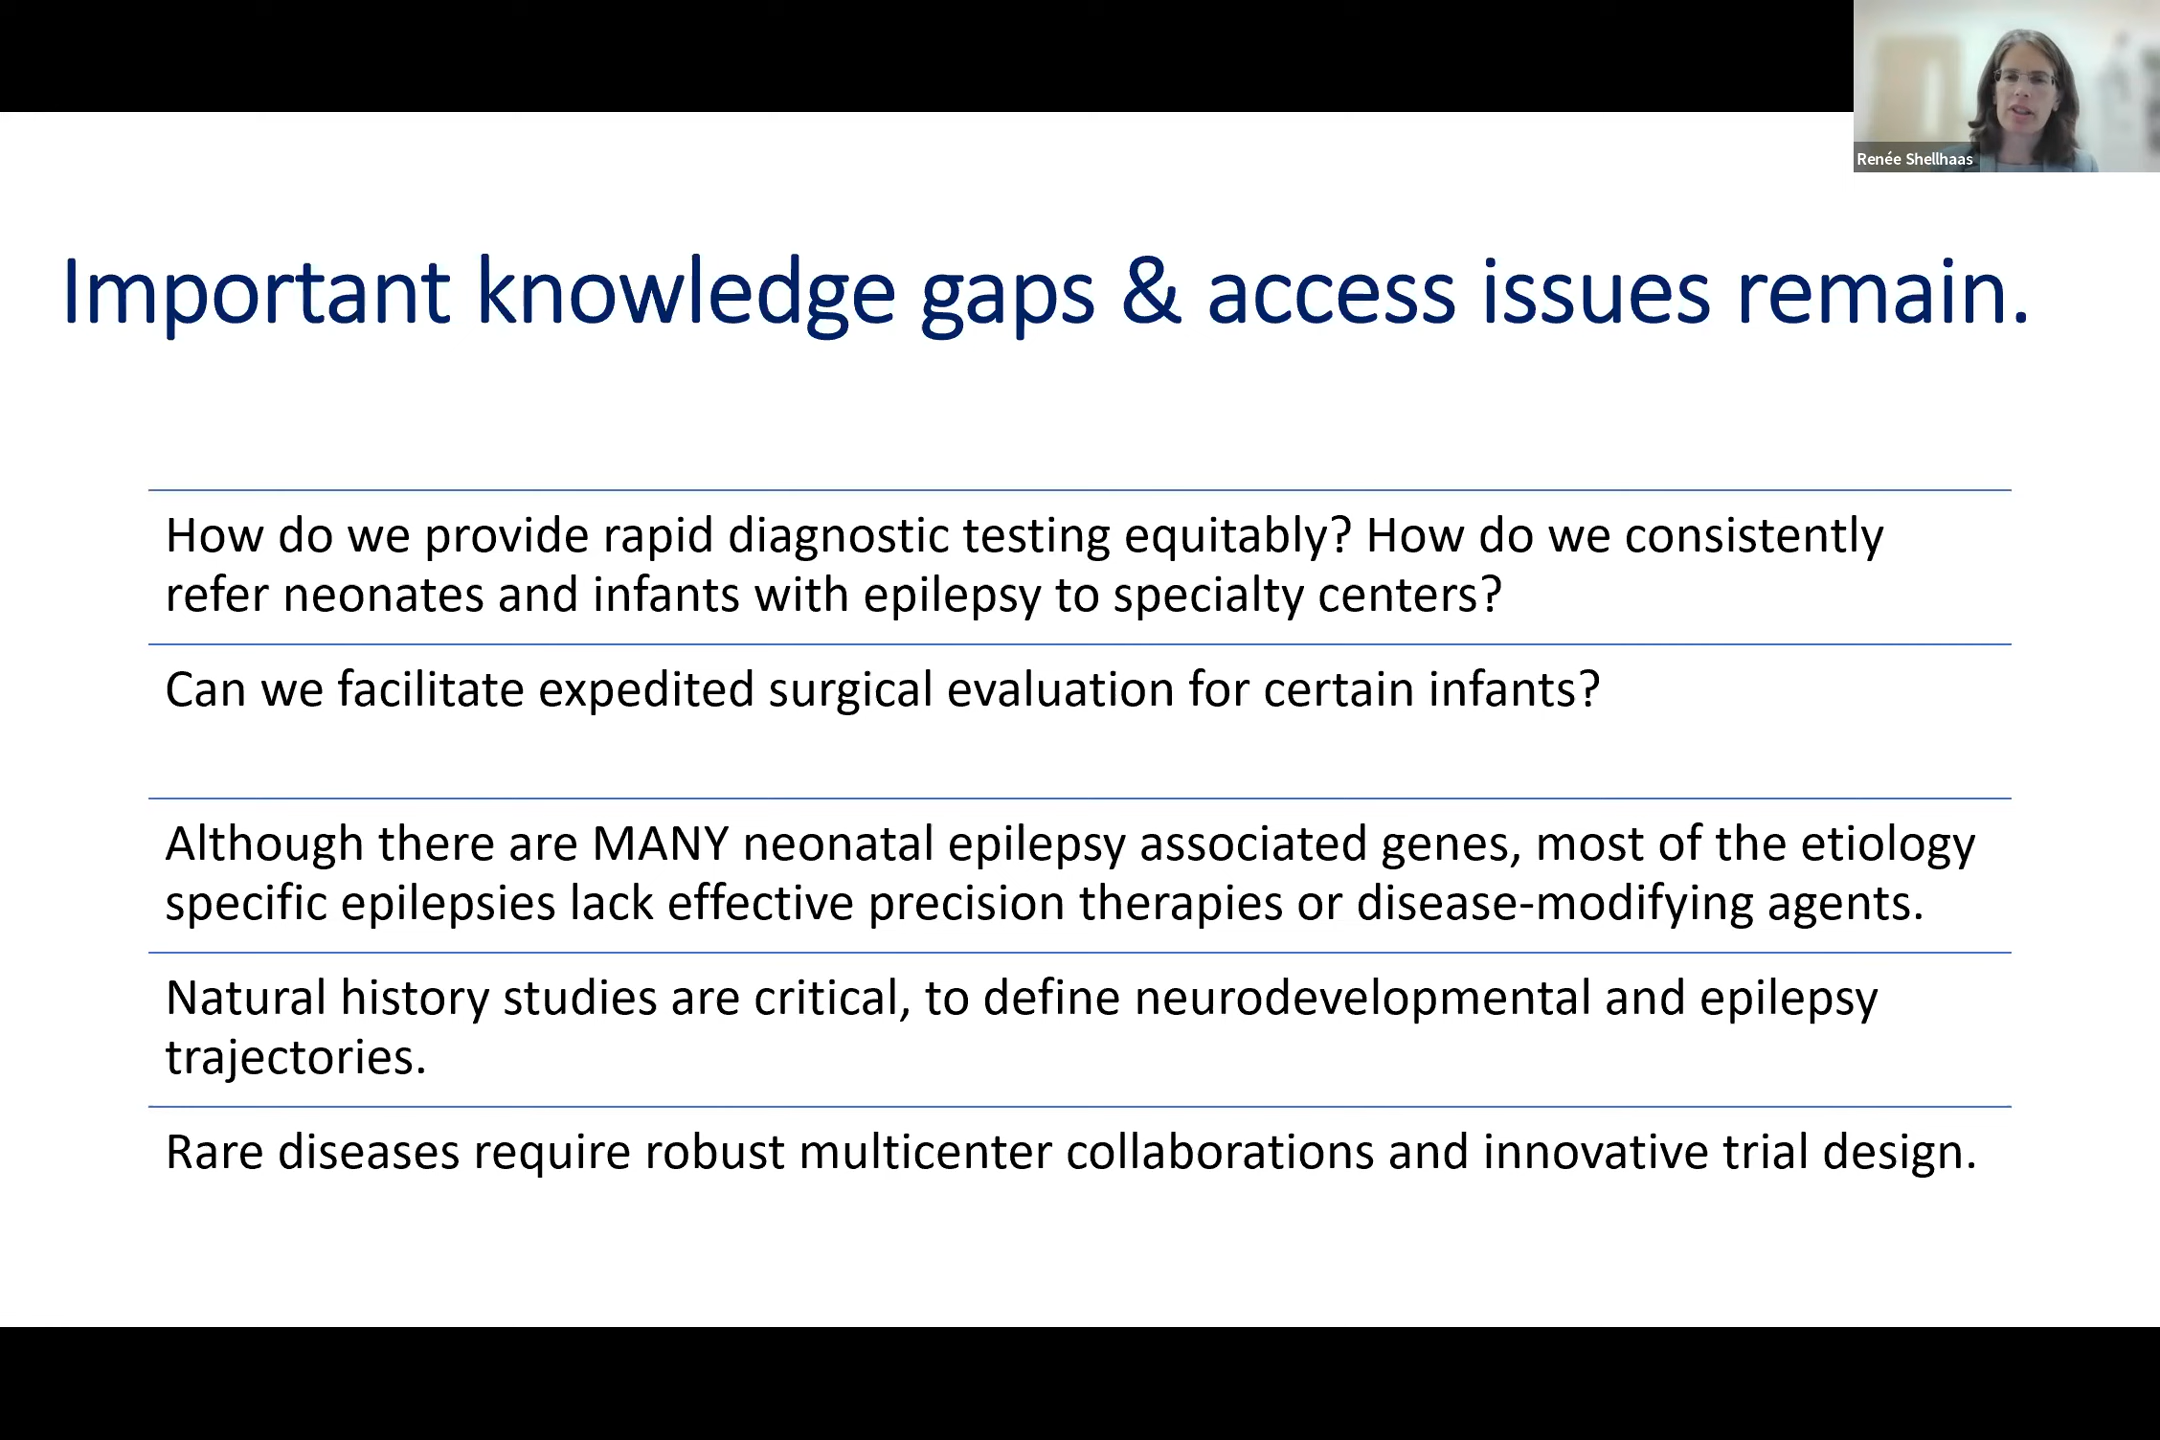 Renée Shellhaas
Important knowledge gaps & access issues remain.
How do we provide rapid diagnostic testing equitably? How do we consistently
refer neonates and infants with epilepsy to specialty centers?
Can we facilitate expedited surgical evaluation for certain infants?
Although there are MANY neonatal epilepsy associated genes, most of the etiology
specific epilepsies lack effective precision therapies or disease-modifying agents.
Natural history studies are critical, to define neurodevelopmental and epilepsy
trajectories.
Rare diseases require robust multicenter collaborations and innovative trial design.